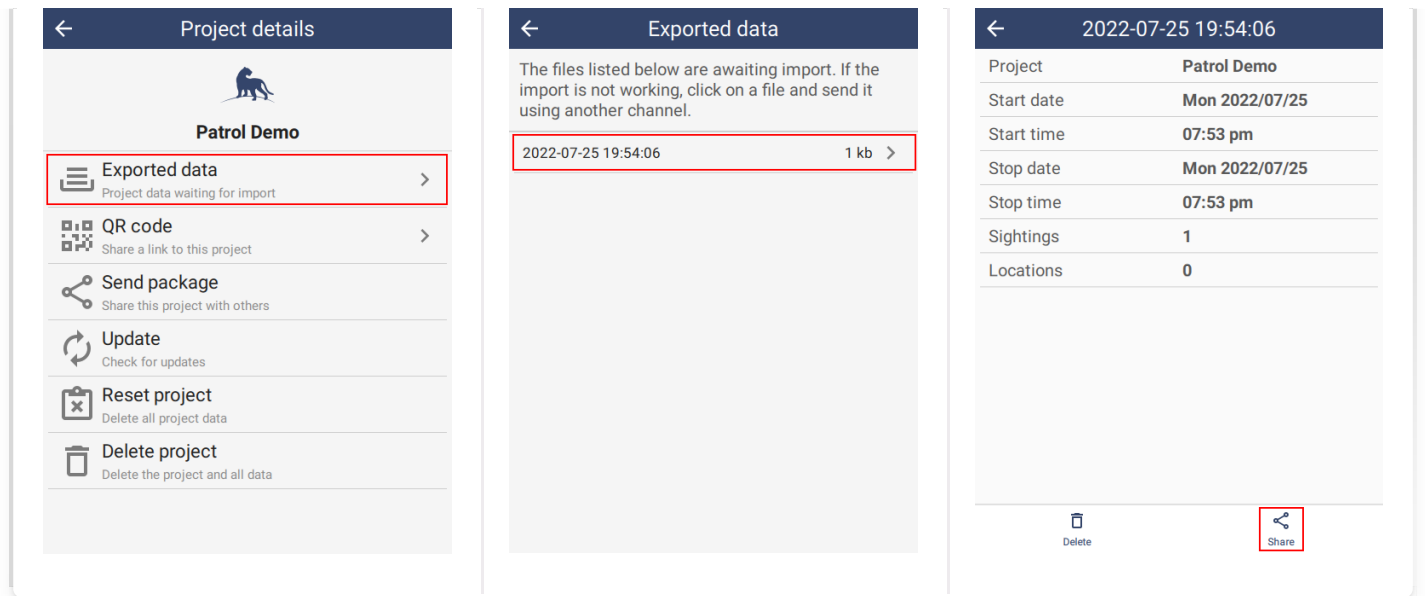 Project details
Patrol Demo
Exported data
Project data waiting for import
QR code
Share a link to this project
Send package
Share this project with others
Update
Check for updates
Reset project
Delete all project data
Delete project
Delete the project and all data
Exported data
The files listed below are awaiting import. If the
import is not working, click on a file and send it
using another channel.
2022-07-25 19:54:06 1 kb
2022-07-25 19:54:06
Project Patrol Demo
Start date Mon 2022/07/25
Start time 07:53 pm
Stop date Mon 2022/07/25
Stop time 07:53 pm
Sightings 1
Locations 0
Delete Share